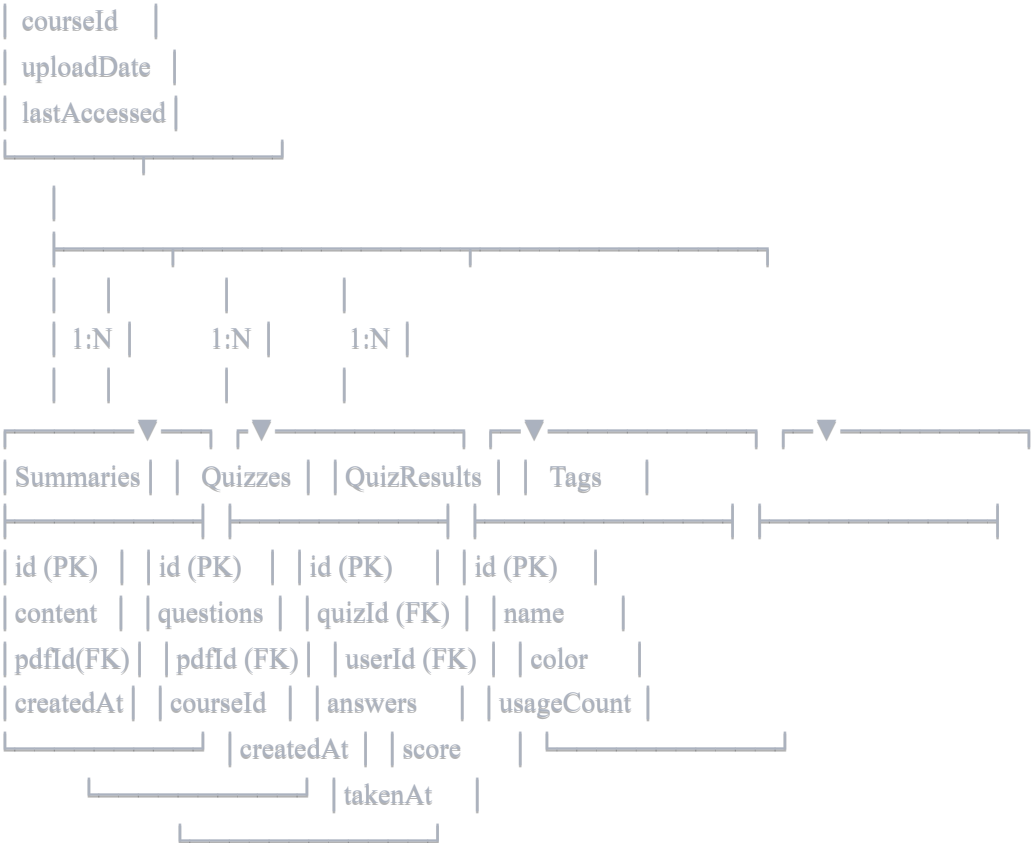 │ courseId │
│ uploadDate │
│ lastAccessed│
└──────────────┬──────────────┘
│
├────────────┬──────────────────────────────┬──────────────────────────────┐
│ │ │ │
│ 1:N │ 1:N │ 1:N │
│ │ │ │
┌─────────────▼─────┐ ┌─▼──────────────────┐ ┌───▼──────────────────────┐ ┌───▼────────────────────┐
│ Summaries│ │ Quizzes │ │QuizResults │ │ Tags │
├────────────────────┤ ├──────────────────────┤ ├──────────────────────────┤ ├────────────────────────┤
│id (PK) │ │id (PK) │ │id (PK) │ │id (PK) │
│content │ │questions │ │quizId (FK) │ │name │
│pdfId(FK)│ │pdfId (FK)│ │userId (FK) │ │color │
│createdAt│ │courseId │ │answers │ │usageCount │
└────────────────────┘ │createdAt │ │score │ └────────────────────────┘
└──────────────────────┘ │takenAt │
└──────────────────────────┘